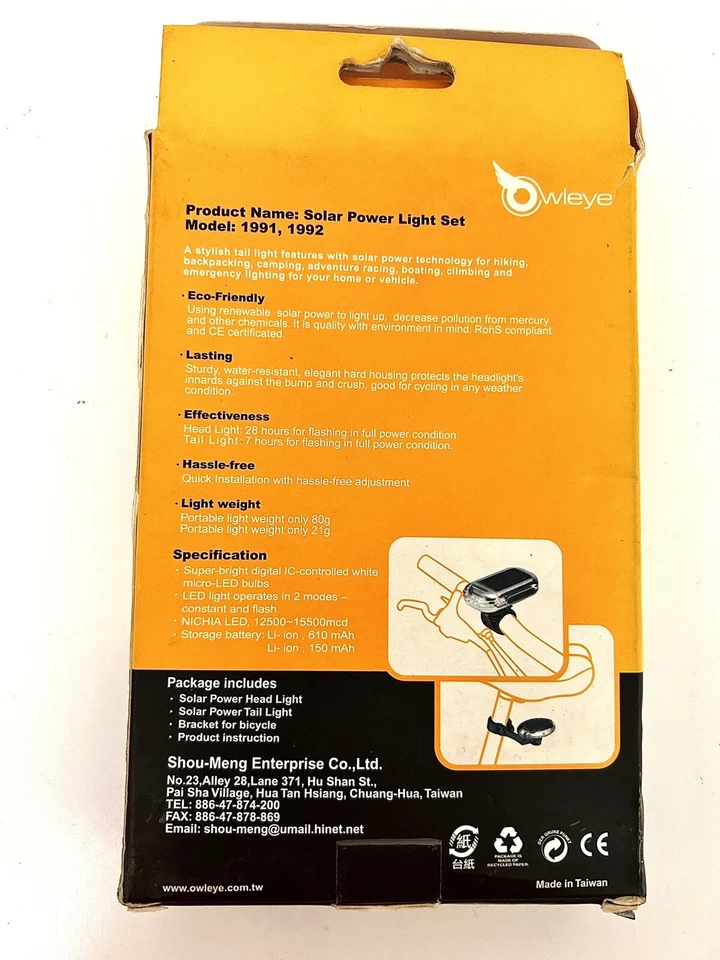 Owleye
Product Name: Solar Power Light Set
Model: 1991, 1992
A stylish tail light features with solar power technology for hiking,
backpacking, camping, adventure racing, boating, climbing and
emergency lighting for your home or vehicle.
· Eco-Friendly
Using renewable solar power to light up, decrease pollution from mercury
and other chemicals. It is quality with environment in mind: RohS compliant
and CE certificated.
· Lasting
Sturdy, water-resistant, elegant hard housing protects the headlight's
innards against the bump and crush, good for cycling in any weather
condition.
· Effectiveness
Head Light: 28 hours for flashing in full power condition.
Tail Light: 7 hours for flashing in full power condition.
· Hassle-free
Quick Installation with hassle-free adjustment
· Light weight
Portable light weight only 80g
Portable light weight only 21g
Specification
· Super-bright digital IC-controlled white
micro-LED bulbs
· LED light operates in 2 modes –
constant and flash,
· NICHIA LED, 12500~15500mcd
· Storage battery: Li- ion , 610 mAh
Li- ion , 150 mAh
Package includes
· Solar Power Head Light
· Solar Power Tail Light
· Bracket for bicycle
· Product instruction
Shou-Meng Enterprise Co.,Ltd.
No.23,Alley 28,Lane 371, Hu Shan St.,
Pai Sha Village, Hua Tan Hsiang, Chuang-Hua, Taiwan
TEL: 886-47-874-200
FAX: 886-47-878-869
Email: shou-meng@umail.hinet.net
紙
台紙
PACKAGE IS
MADE OF
RECYCLED PAPER.
DER GRÜNE PUNKT
CE
www.owleye.com.tw
Made in Taiwan